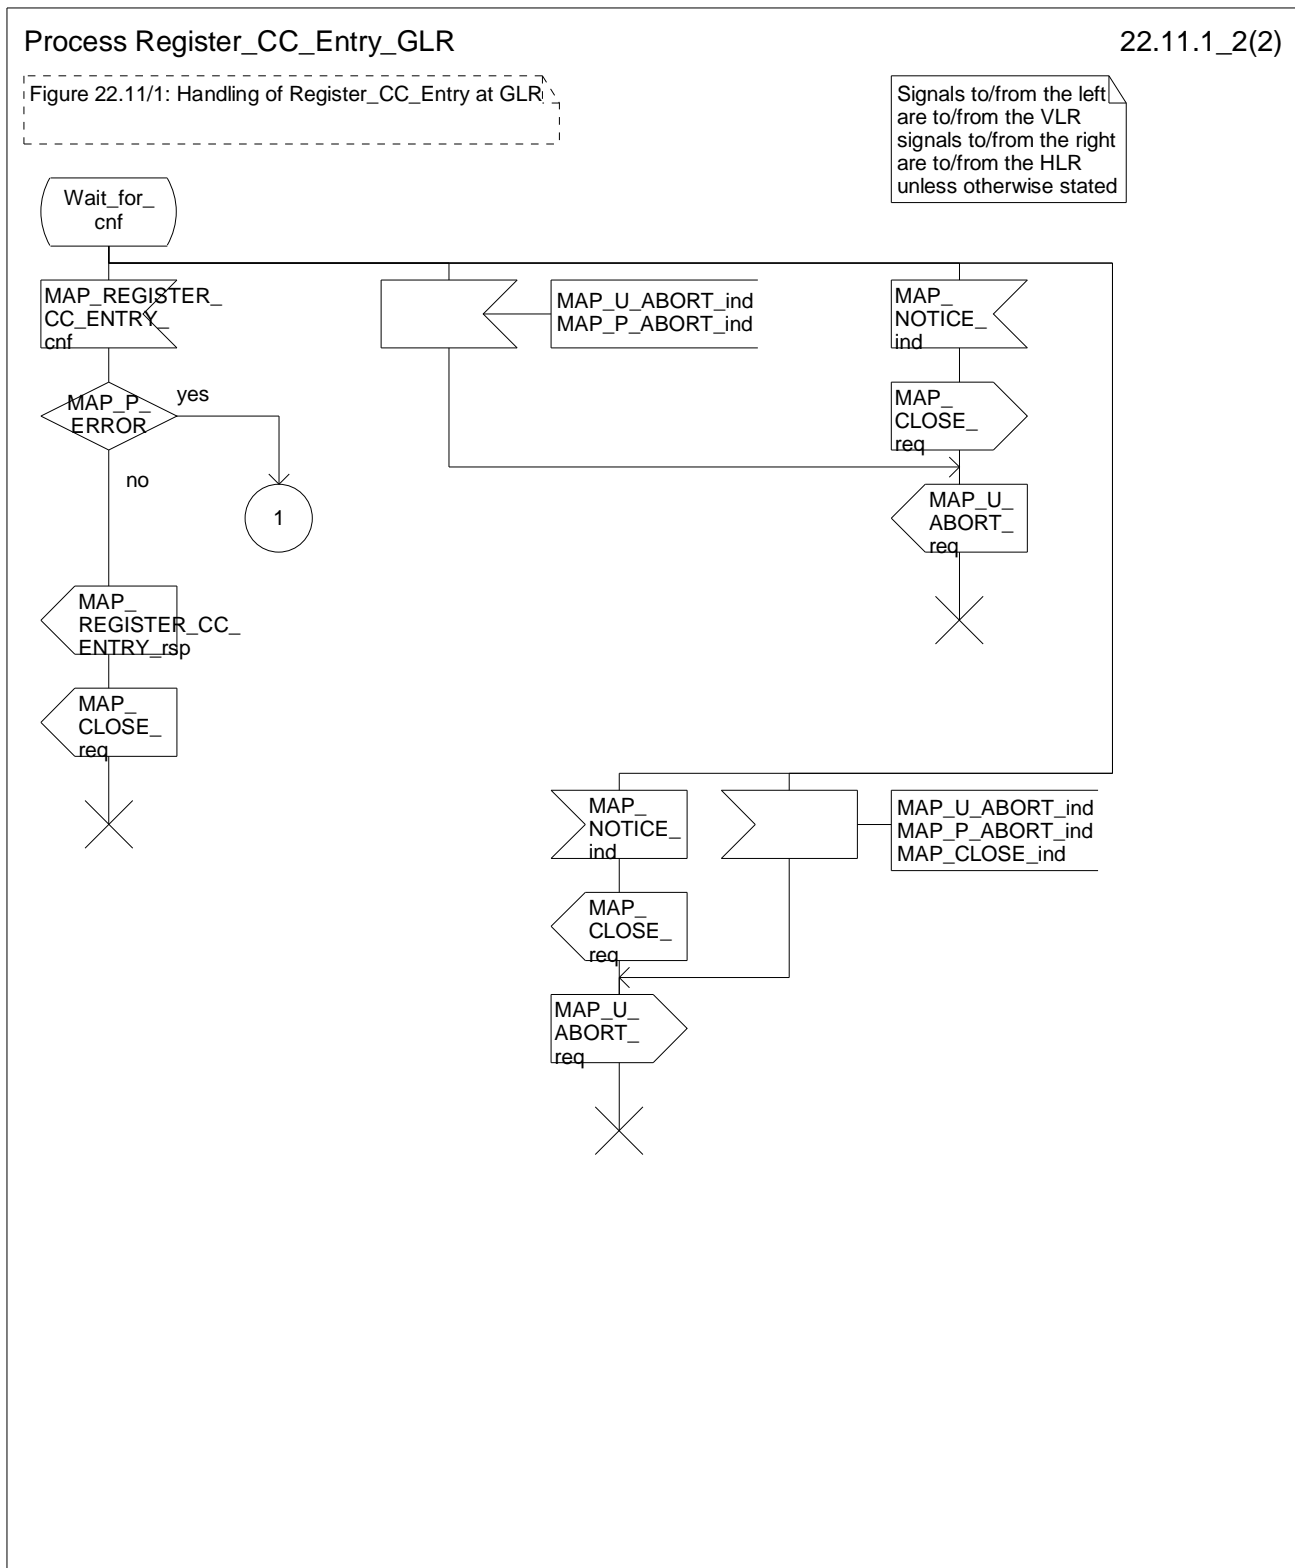 Process Register_CC_Entry_GLR
22.11.1_2(2)
Figure 22.11/1: Handling of Register_CC_Entry at GLR
Signals to/from the left
are to/from the VLR
signals to/from the right
are to/from the HLR
unless otherwise stated
Wait_for_
cnf
MAP_REGISTER_
CC_ENTRY_
cnf
MAP_U_ABORT_ind
MAP_P_ABORT_ind
MAP_
NOTICE_
ind
MAP_P_
ERROR
yes
no
1
MAP_
CLOSE_
req
MAP_U_
ABORT_
req
MAP_
REGISTER_CC_
ENTRY_rsp
MAP_
CLOSE_
req
MAP_
NOTICE_
ind
MAP_U_ABORT_ind
MAP_P_ABORT_ind
MAP_CLOSE_ind
MAP_
CLOSE_
req
MAP_U_
ABORT_
req